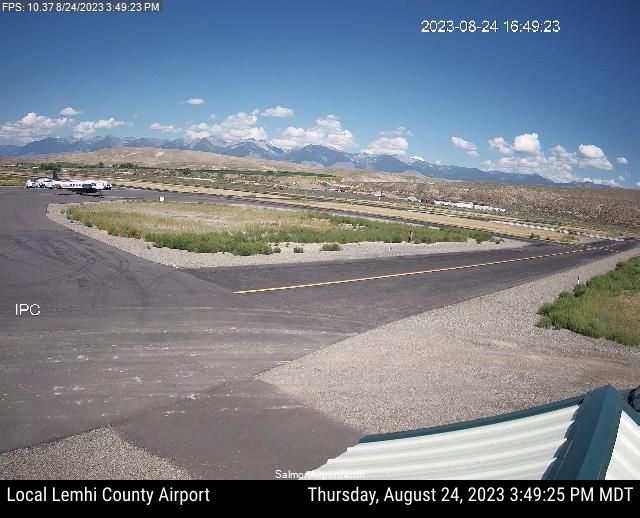 FPS: 10.37 8/24/2023 3:49:23 PM
2023-08-24 16:49:23
IPC
SalmonAirportNorth
Local Lemhi County Airport Thursday, August 24, 2023 3:49:25 PM MDT